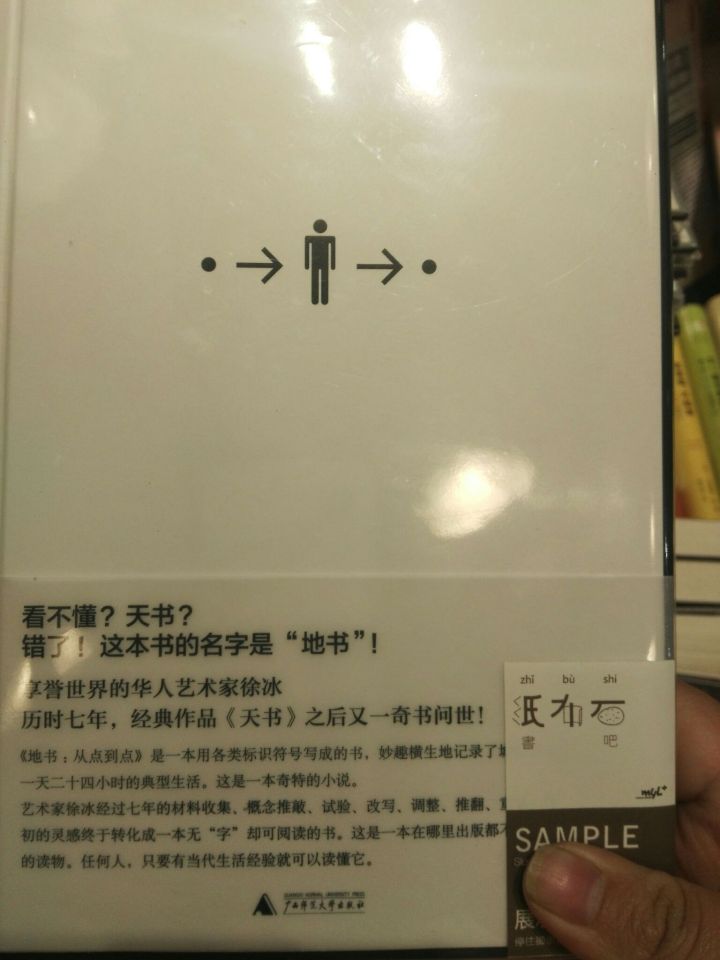 看不懂？天书？
错了！这本书的名字是“地书”！
享誉世界的华人艺术家徐冰
历时七年，经典作品《天书》之后又一奇书问世！
《地书：从点到点》是一本用各类标识符号写成的书，妙趣横生地记录了
一天二十四小时的典型生活。这是一本奇特的小说。
艺术家徐冰经过七年的材料收集、概念推敲、试验、改写、调整、推翻、
初的灵感终于转化成一本无“字”却可阅读的书。这是一本在哪里出版都
的读物。任何人，只要有当代生活经验就可以读懂它。
GUANGXI NORMAL UNIVERSITY PRESS
广西师范大学出版社
zhǐ bù shí
纸布石
書 吧
myL+
SAMPLE
展